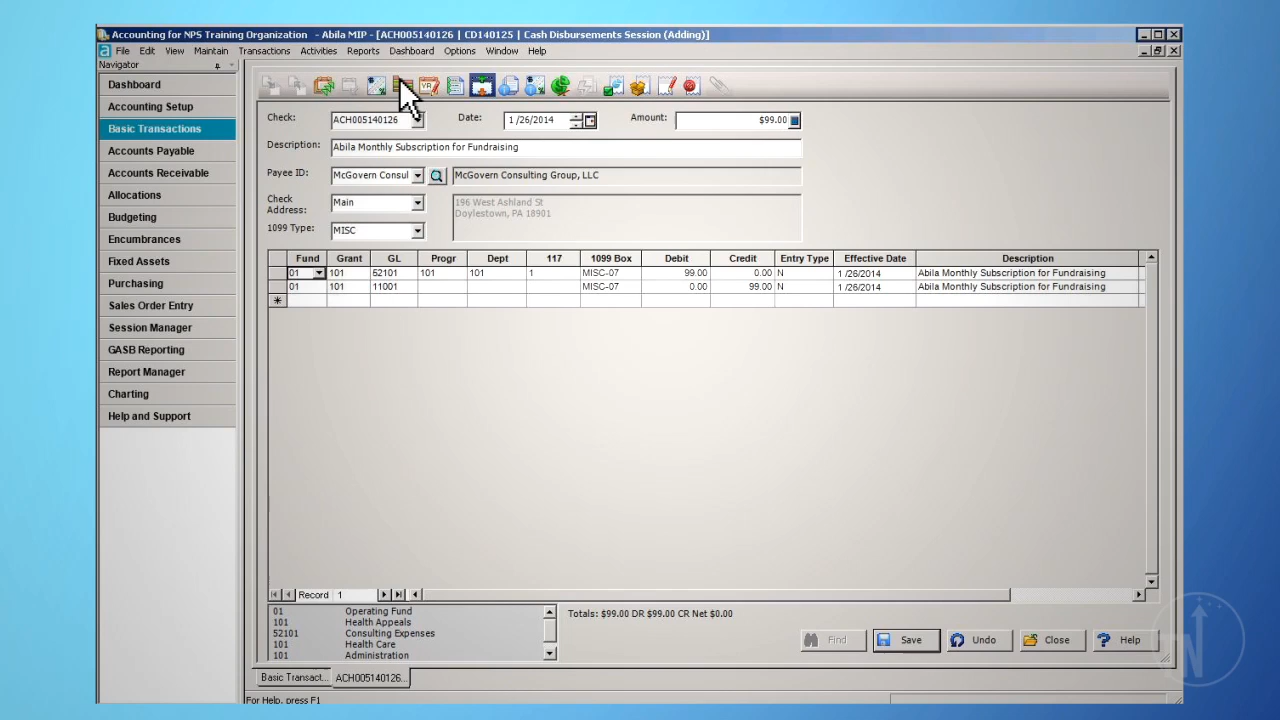 Accounting for NPS Training Organization - Abila MIP - [ACH005140126 | CD140125 | Cash Disbursements Session (Adding)]
File Edit View Maintain Transactions Activities Reports Dashboard Options Window Help
Navigator
Dashboard
Accounting Setup
Basic Transactions
Accounts Payable
Accounts Receivable
Allocations
Budgeting
Encumbrances
Fixed Assets
Purchasing
Sales Order Entry
Session Manager
GASB Reporting
Report Manager
Charting
Help and Support
VR
Check: ACH005140126 Date: 1 /26/2014 Amount: $99.00
Description: Abila Monthly Subscription for Fundraising
Payee ID: McGovern Consul McGovern Consulting Group, LLC
Check Address: Main
196 West Ashland St
Doylestown, PA 18901
1099 Type: MISC
Fund Grant GL Progr Dept 117 1099 Box Debit Credit Entry Type Effective Date Description
01 101 52101 101 101 1 MISC-07 99.00 0.00 N 1 /26/2014 Abila Monthly Subscription for Fundraising
01 101 11001 MISC-07 0.00 99.00 N 1 /26/2014 Abila Monthly Subscription for Fundraising
Record 1
01 Operating Fund
101 Health Appeals
52101 Consulting Expenses
101 Health Care
101 Administration
Totals: $99.00 DR $99.00 CR Net $0.00
Find Save Undo Close Help
Basic Transact... ACH005140126...
For Help, press F1